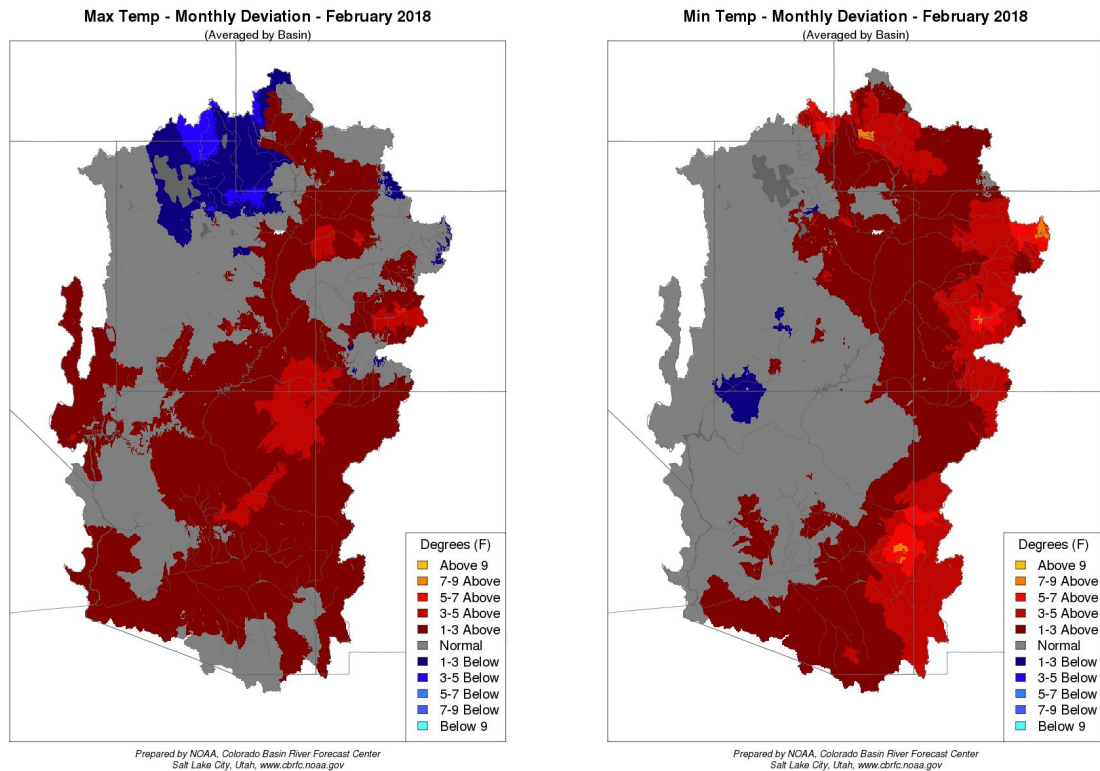 Max Temp - Monthly Deviation - February 2018
(Averaged by Basin)
Degrees (F)
Above 9
7-9 Above
5-7 Above
3-5 Above
1-3 Above
Normal
1-3 Below
3-5 Below
5-7 Below
7-9 Below
Below 9
Prepared by NOAA, Colorado Basin River Forecast Center
Salt Lake City, Utah, www.cbrfc.noaa.gov
Min Temp - Monthly Deviation - February 2018
(Averaged by Basin)
Degrees (F)
Above 9
7-9 Above
5-7 Above
3-5 Above
1-3 Above
Normal
1-3 Below
3-5 Below
5-7 Below
7-9 Below
Below 9
Prepared by NOAA, Colorado Basin River Forecast Center
Salt Lake City, Utah, www.cbrfc.noaa.gov